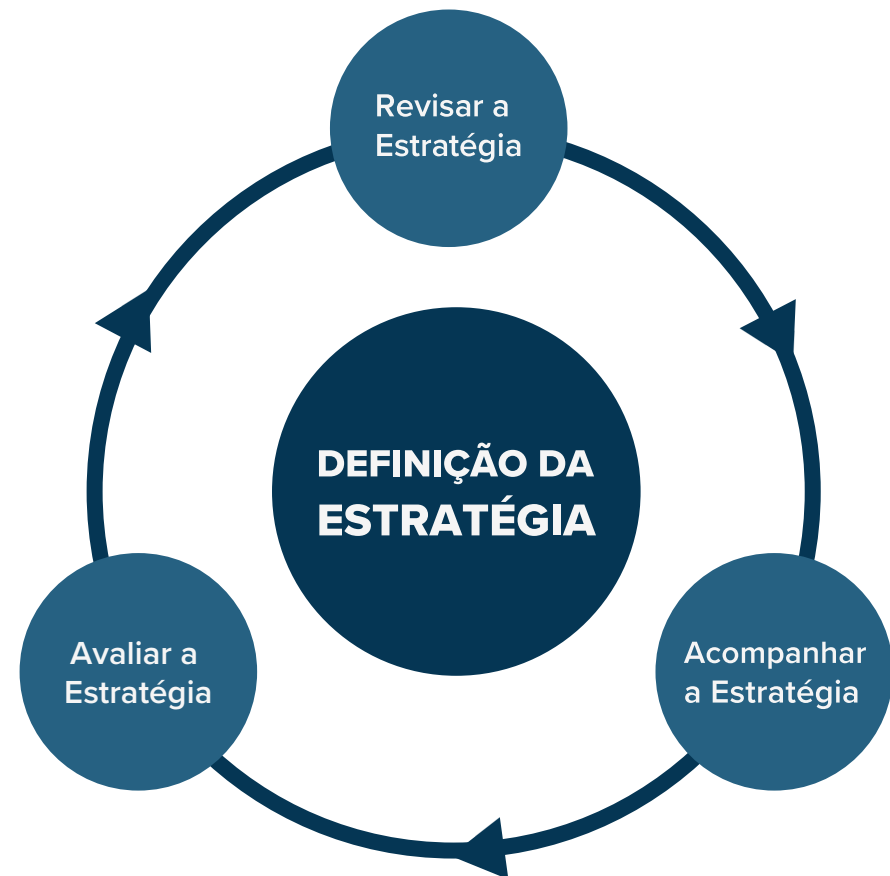 Revisar a
Estratégia
DEFINIÇÃO DA
ESTRATÉGIA
Avaliar a
Estratégia
Acompanhar
a Estratégia